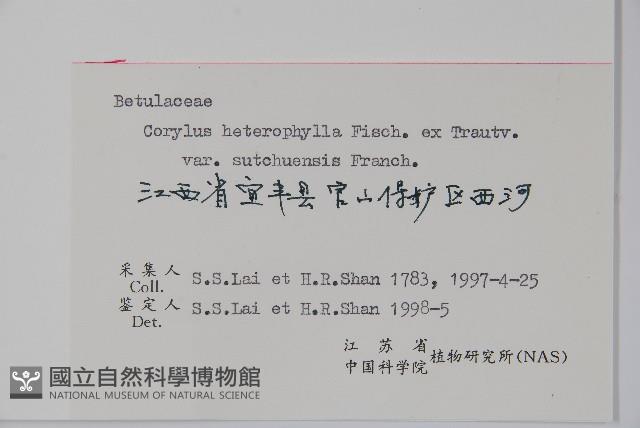 Betulaceae
Corylus heterophylla Fisch. ex Trautv.
var. sutchuensis Franch.
江西省宜丰县官山保护区西河
采集人
Coll. S.S.Lai et H.R.Shan 1783, 1997-4-25
鉴定人
Det. S.S.Lai et H.R.Shan 1998-5
江苏省
中国科学院植物研究所(NAS)
國立自然科學博物館
NATIONAL MUSEUM OF NATURAL SCIENCE